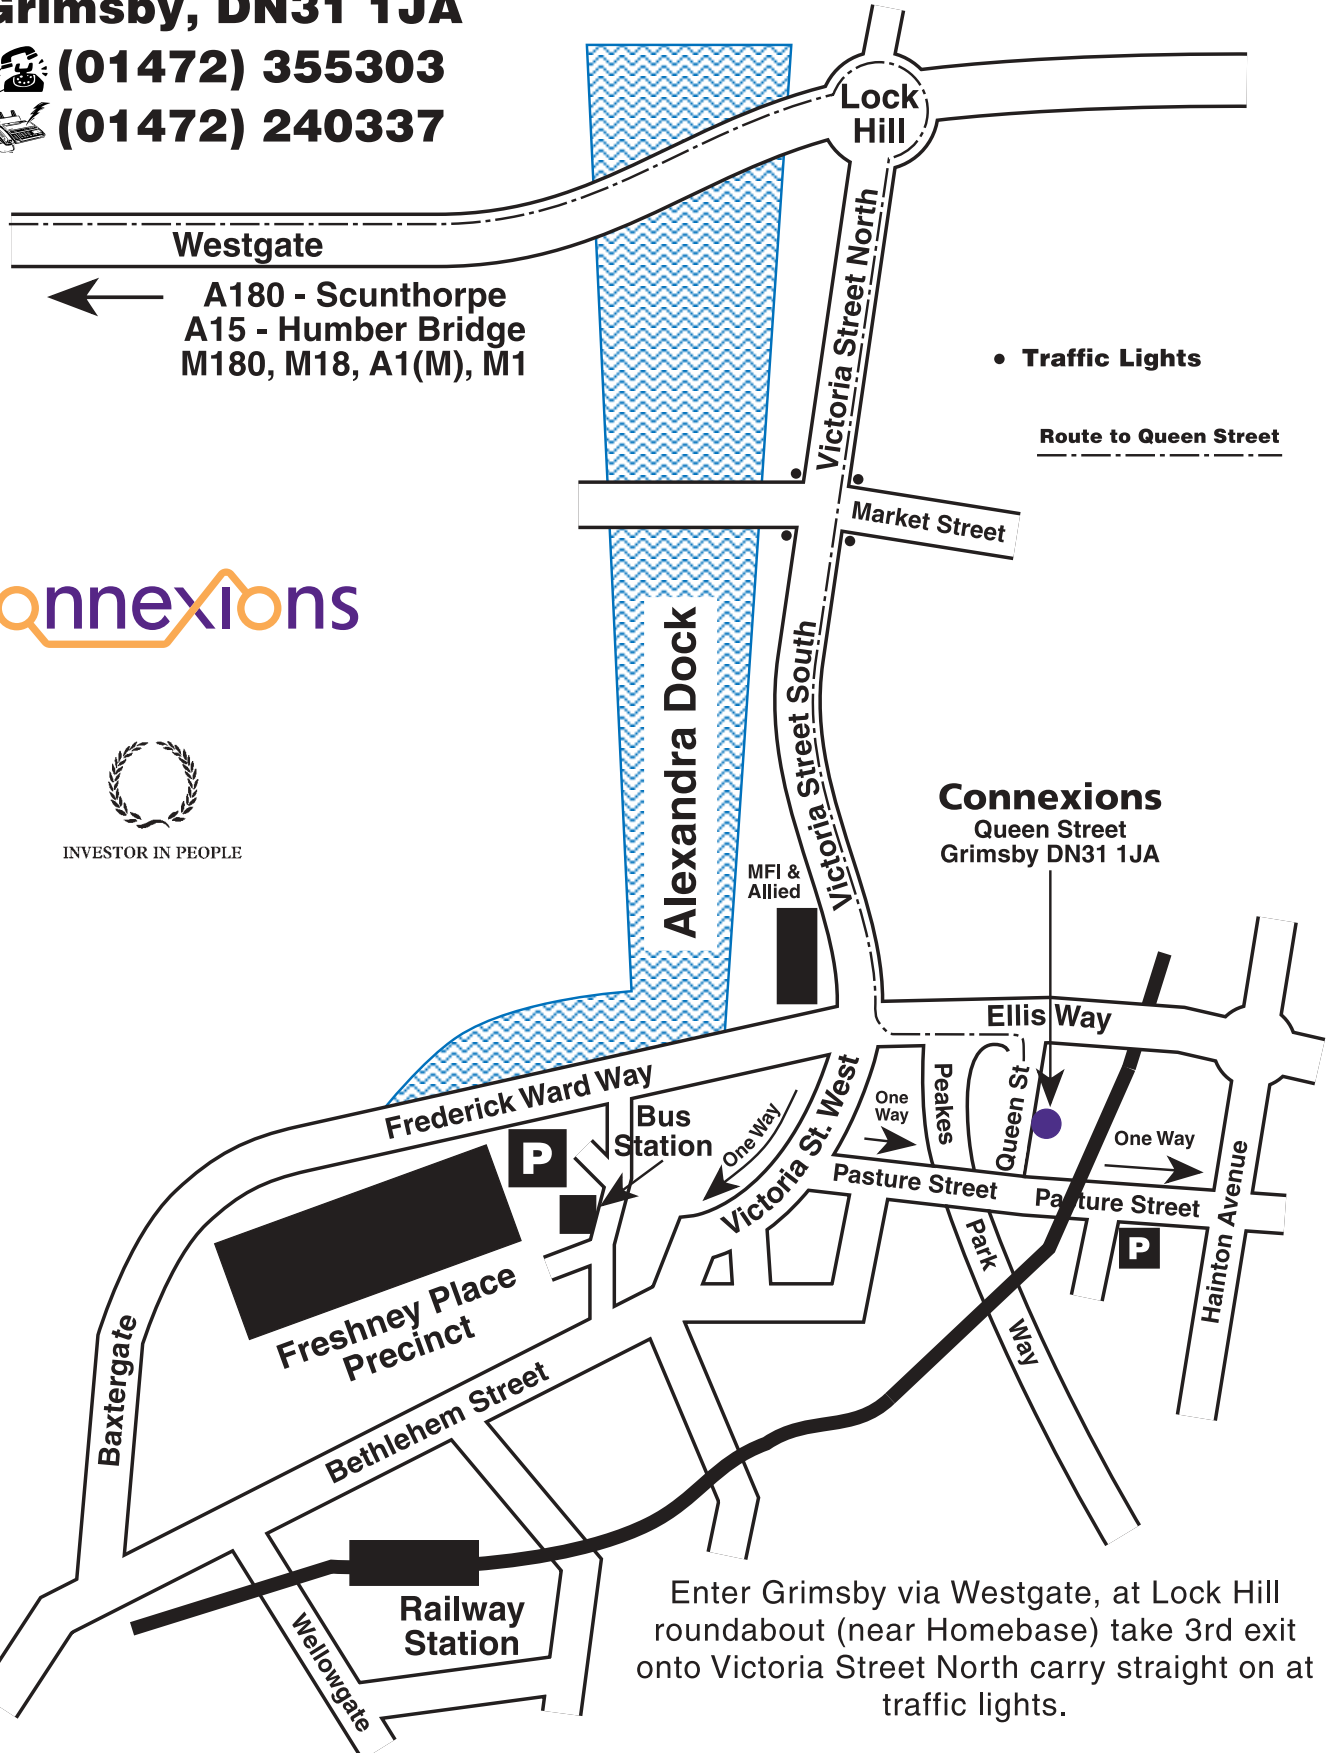 Grimsby, DN31 1JA
(01472) 355303
(01472) 240337
Lock
Hill
Westgate
A180 - Scunthorpe
A15 - Humber Bridge
M180, M18, A1(M), M1
Victoria Street North
• Traffic Lights
Route to Queen Street
Market Street
connexions
Alexandra Dock
Victoria Street South
INVESTOR IN PEOPLE
Connexions
Queen Street
Grimsby DN31 1JA
MFI &
Allied
Ellis Way
Frederick Ward Way
Bus
Station
P
One Way
Victoria St. West
One
Way
Peakes
Queen St
One Way
Pasture Street
Pasture Street
P
Park
Way
Hainton Avenue
Freshney Place
Precinct
Baxtergate
Bethlehem Street
Railway
Station
Wellowgate
Enter Grimsby via Westgate, at Lock Hill
roundabout (near Homebase) take 3rd exit
onto Victoria Street North carry straight on at
traffic lights.